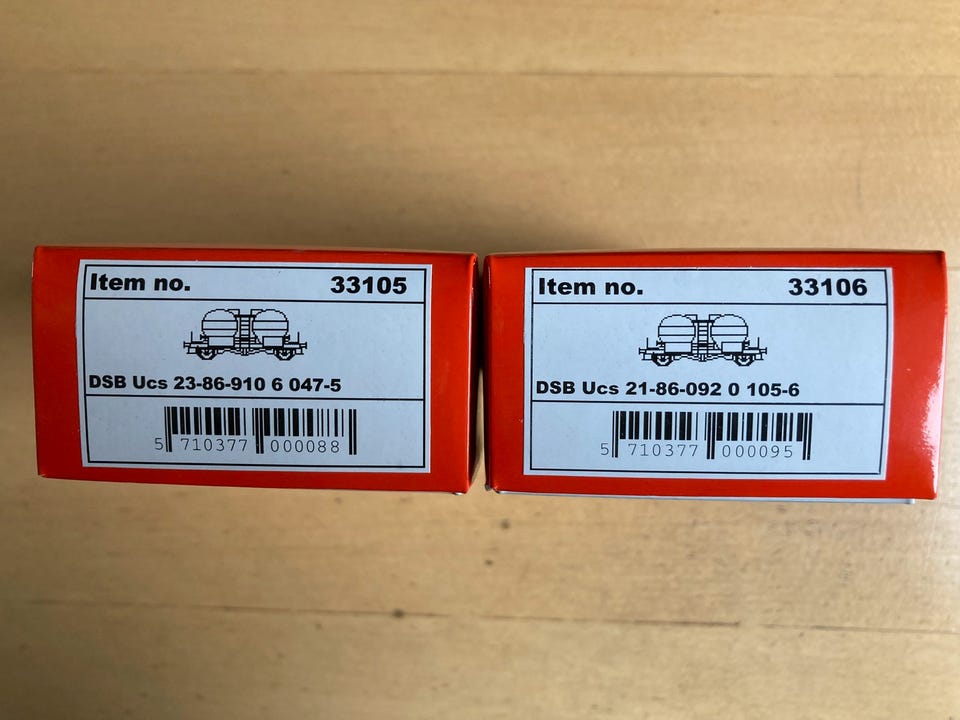 Item no. 33105
DSB Ucs 23-86-910 6 047-5
5 710377 000088
Item no. 33106
DSB Ucs 21-86-092 0 105-6
5 710377 000095